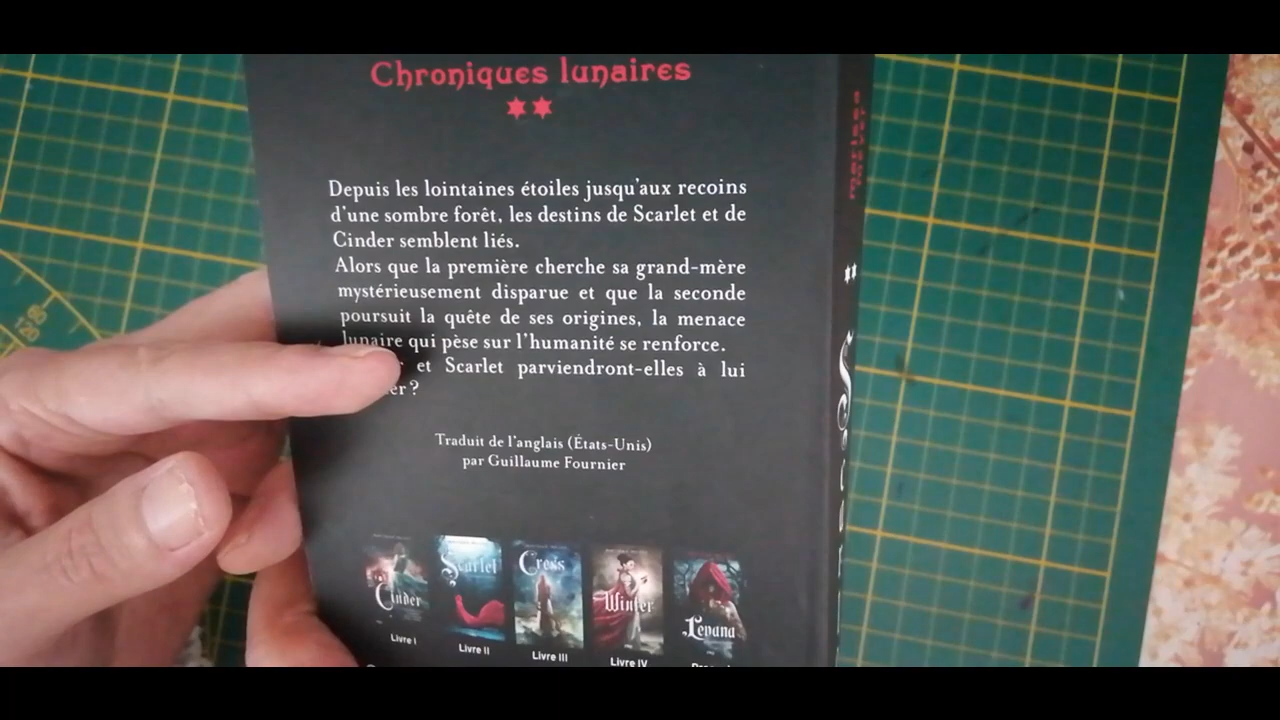 Chroniques lunaires
Depuis les lointaines étoiles jusqu'aux recoins
d'une sombre forêt, les destins de Scarlet et de
Cinder semblent liés.
Alors que la première cherche sa grand-mère
mystérieusement disparue et que la seconde
poursuit la quête de ses origines, la menace
lunaire qui pèse sur l'humanité se renforce.
et Scarlet parviendront-elles à lui
?
Traduit de l'anglais (États-Unis)
par Guillaume Fournier
Cinder
Scarlet
Cress
Winter
Levana
Livre I
Livre II
Livre III
Livre IV
60
120